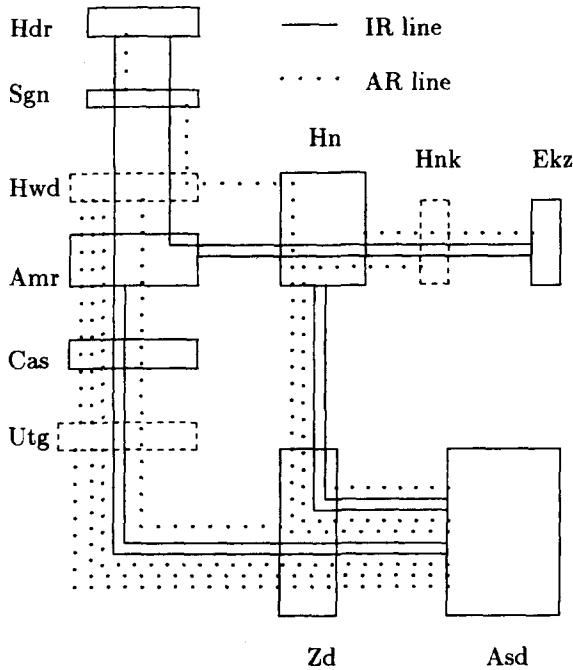 Hdr
IR line
Sgn
AR line
Hn
Hnk
Ekz
Hwd
Amr
Cas
Utg
Zd
Asd